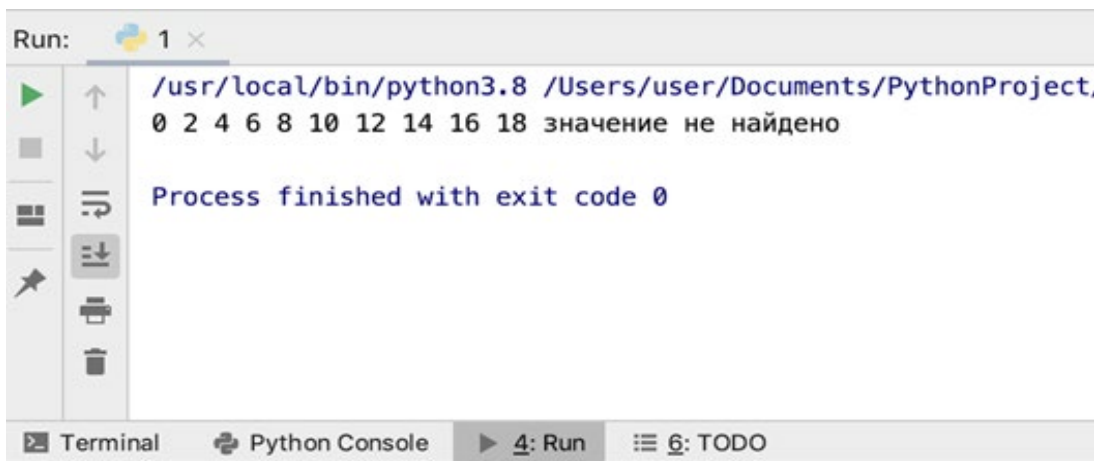 Run: 1
/usr/local/bin/python3.8 /Users/user/Documents/PythonProject/
0 2 4 6 8 10 12 14 16 18 значение не найдено
Process finished with exit code 0
Terminal Python Console 4: Run 6: TODO